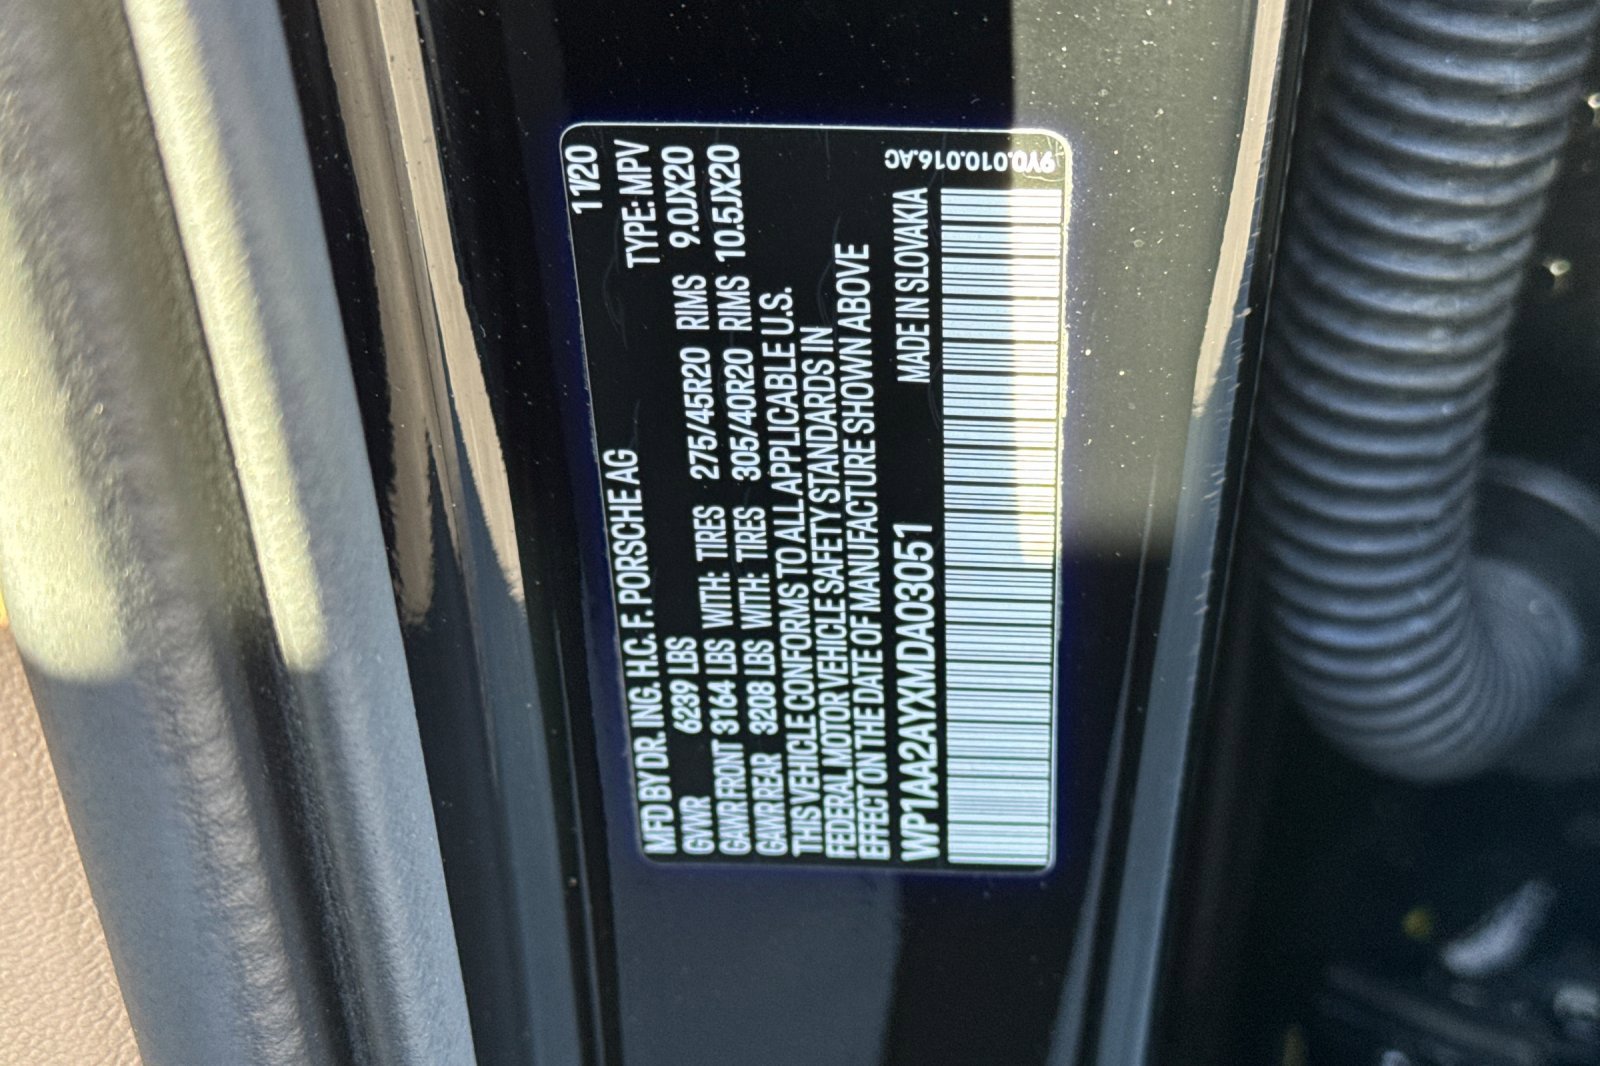 MFD BY DR. ING. H.C. F. PORSCHE AG 11/20
GVWR 6239 LBS TYPE: MPV
GAWR FRONT 3164 LBS WITH: TIRES 275/45R20 RIMS 9.0JX20
GAWR REAR 3208 LBS WITH: TIRES 305/40R20 RIMS 10.5JX20
THIS VEHICLE CONFORMS TO ALL APPLICABLE U.S.
FEDERAL MOTOR VEHICLE SAFETY STANDARDS IN
EFFECT ON THE DATE OF MANUFACTURE SHOWN ABOVE
WP1AA2AYXMDA03051 MADE IN SLOVAKIA
9Y0.010.016.AC